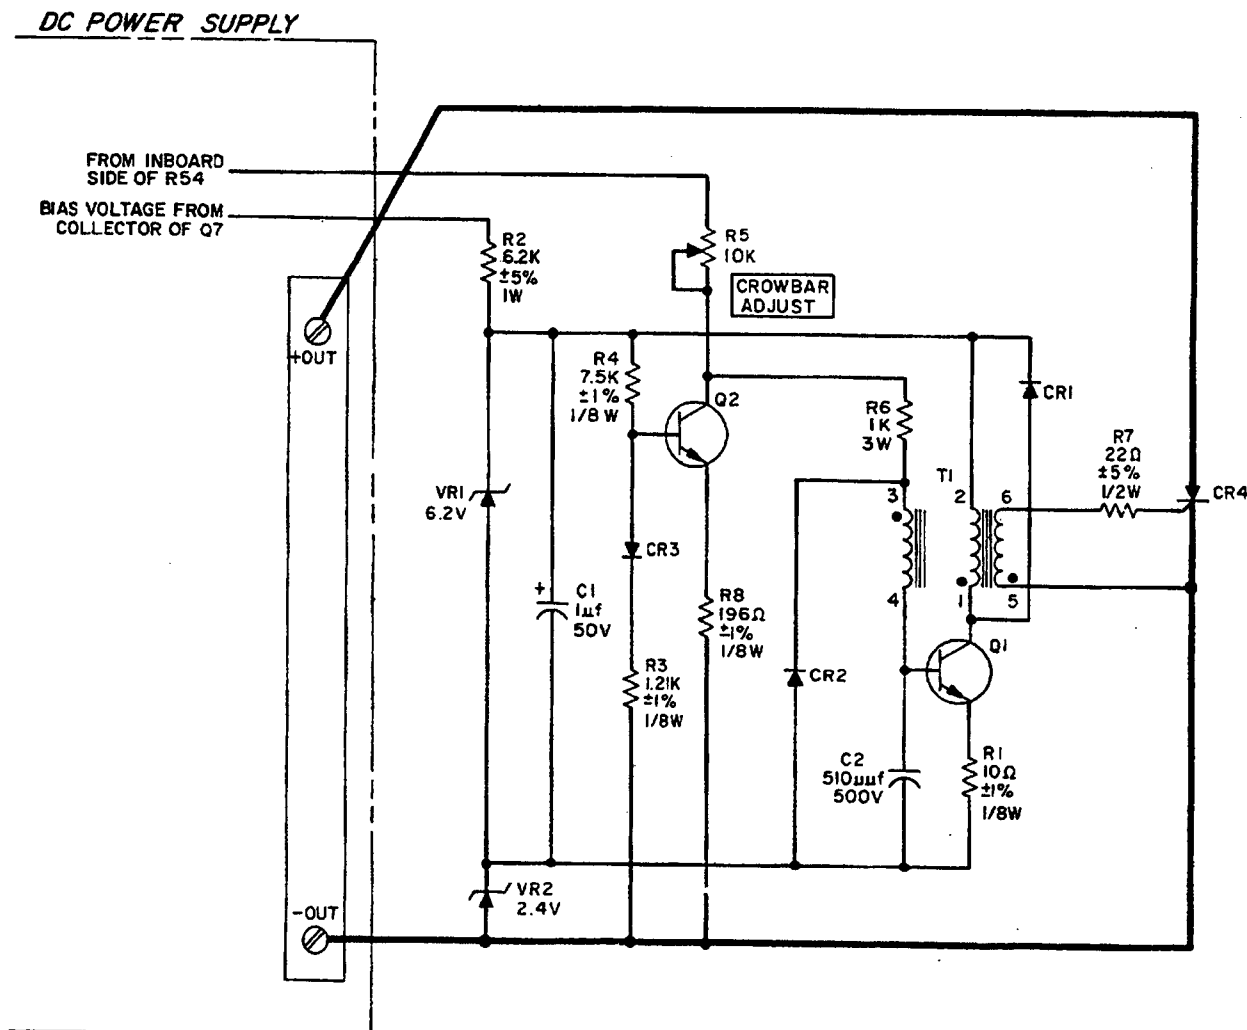 DC POWER SUPPLY
FROM INBOARD
SIDE OF R54
BIAS VOLTAGE FROM
COLLECTOR OF Q7
R2
6.2K
±5%
1W
R5
10K
CROWBAR
ADJUST
+OUT
R4
7.5K
±1%
1/8W
Q2
R6
1K
3W
CR1
R7
22Ω
±5%
1/2W
CR4
VR1
6.2V
T1
3
2
6
CR3
C1
+
1µf
50V
4
1
5
R8
196Ω
±1%
1/8W
Q1
R3
1.21K
±1%
1/8W
CR2
C2
510µµf
500V
R1
10Ω
±1%
1/8W
VR2
2.4V
-OUT